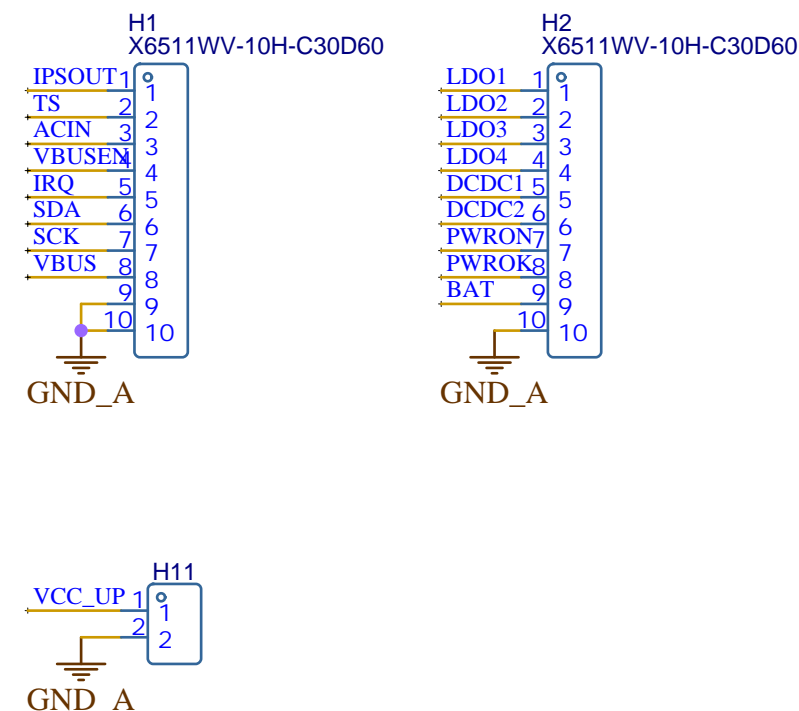 H1
X6511WV-10H-C30D60
IPSOUT 1 1
TS 2 2
ACIN 3 3
VBUSEN 4 4
IRQ 5 5
SDA 6 6
SCK 7 7
VBUS 8 8
9 9
10 10
GND_A
H2
X6511WV-10H-C30D60
LDO1 1 1
LDO2 2 2
LDO3 3 3
LDO4 4 4
DCDC1 5 5
DCDC2 6 6
PWRON 7 7
PWROK 8 8
BAT 9 9
10 10
GND_A
H11
VCC_UP 1 1
2 2
GND_A